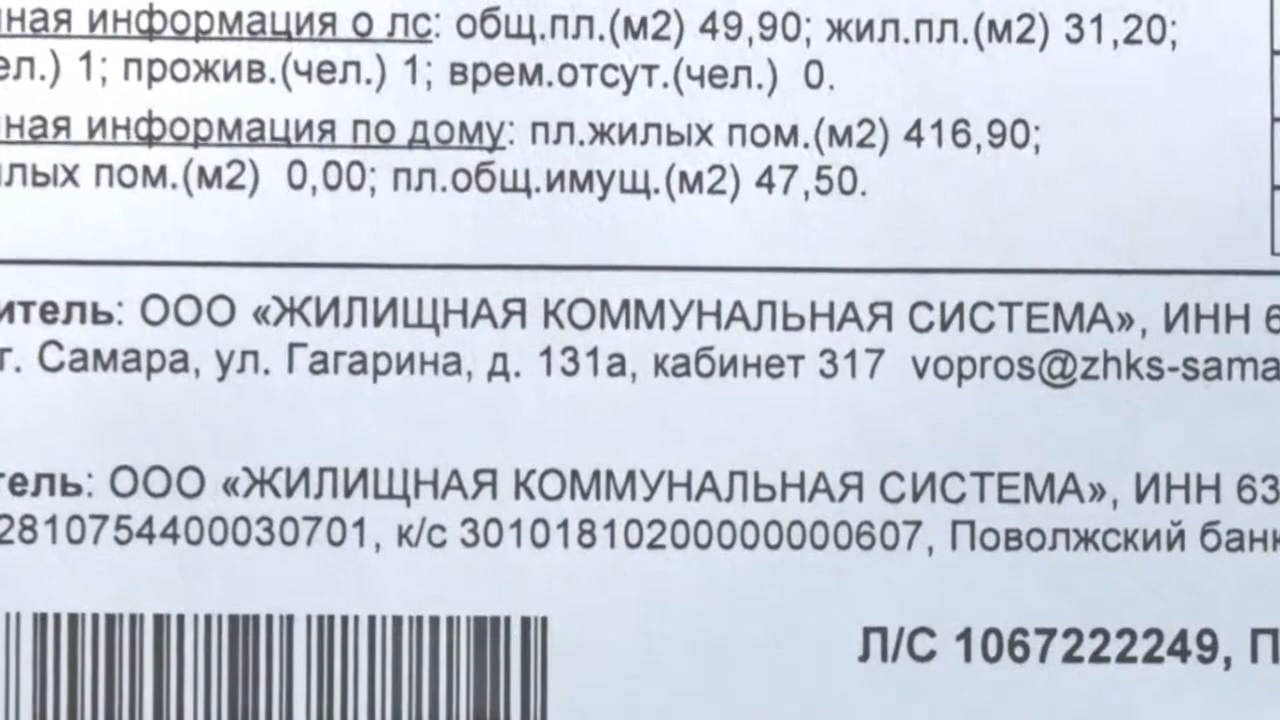 ная информация о лс: общ.пл.(м2) 49,90; жил.пл.(м2) 31,20;
ел.) 1; прожив.(чел.) 1; врем.отсут.(чел.) 0.
ная информация по дому: пл.жилых пом.(м2) 416,90;
лых пом.(м2) 0,00; пл.общ.имущ.(м2) 47,50.
итель: ООО «ЖИЛИЩНАЯ КОММУНАЛЬНАЯ СИСТЕМА», ИНН 6
г. Самара, ул. Гагарина, д. 131а, кабинет 317 vopros@zhks-sama
тель: ООО «ЖИЛИЩНАЯ КОММУНАЛЬНАЯ СИСТЕМА», ИНН 63
2810754400030701, к/с 30101810200000000607, Поволжский банк
Л/С 1067222249, П